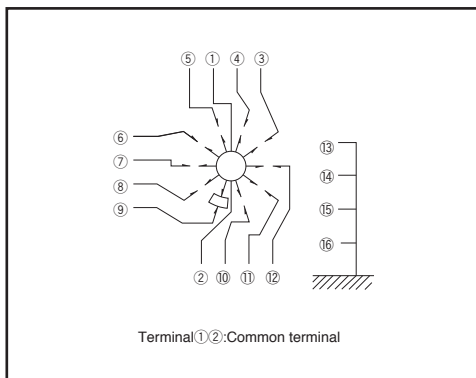 ⑤ ① ④ ③
⑥
⑦
⑧
⑨
② ⑩ ⑪ ⑫
⑬
⑭
⑮
⑯
Terminal①②:Common terminal